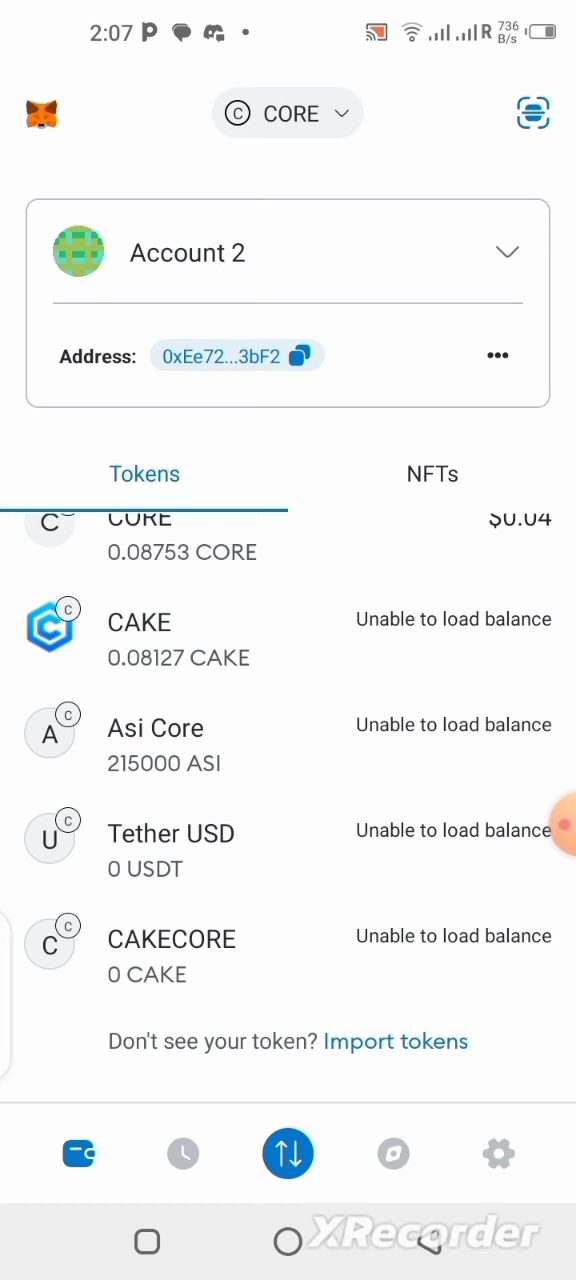 2:07
R 736 B/s
C CORE
Account 2
Address: 0xEe72...3bF2
Tokens NFTs
C C CORE $0.04
0.08753 CORE
C CAKE Unable to load balance
0.08127 CAKE
A C Asi Core Unable to load balance
215000 ASI
U C Tether USD Unable to load balance
0 USDT
C C CAKECORE Unable to load balance
0 CAKE
Don't see your token? Import tokens
XRecorder